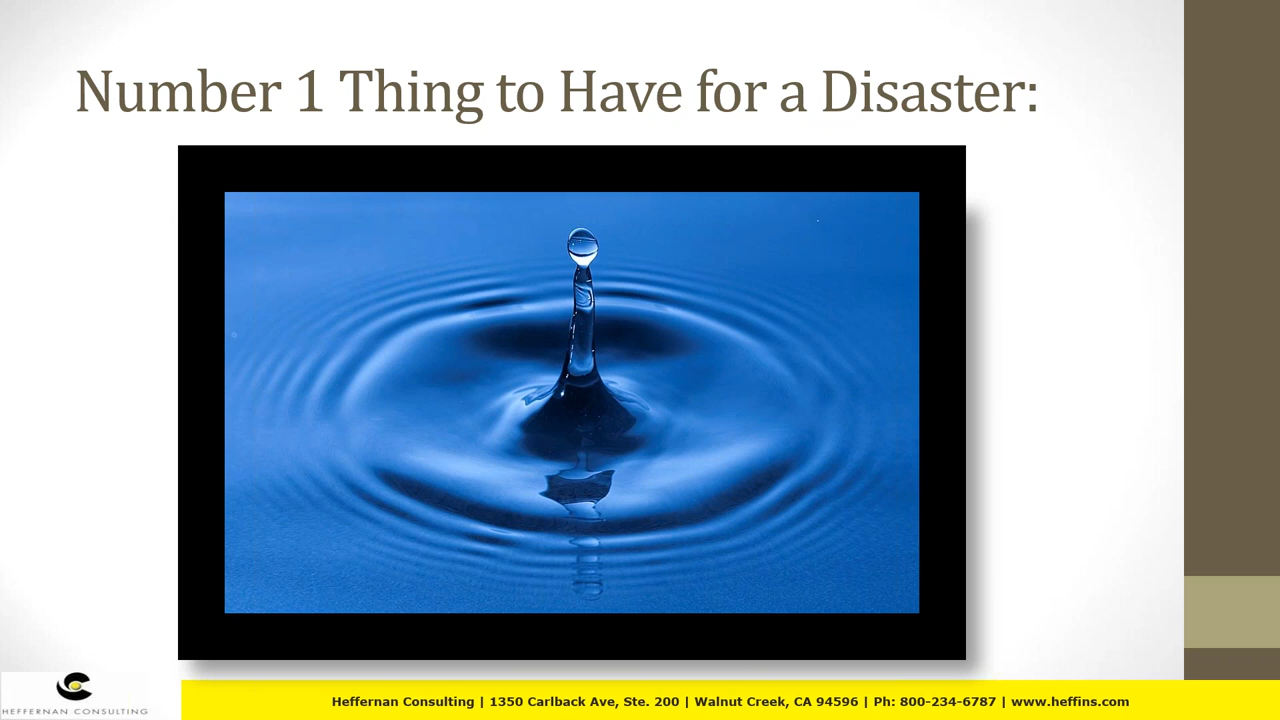 Number 1 Thing to Have for a Disaster:
HEFFERNAN CONSULTING
Heffernan Consulting | 1350 Carlback Ave, Ste. 200 | Walnut Creek, CA 94596 | Ph: 800-234-6787 | www.heffins.com